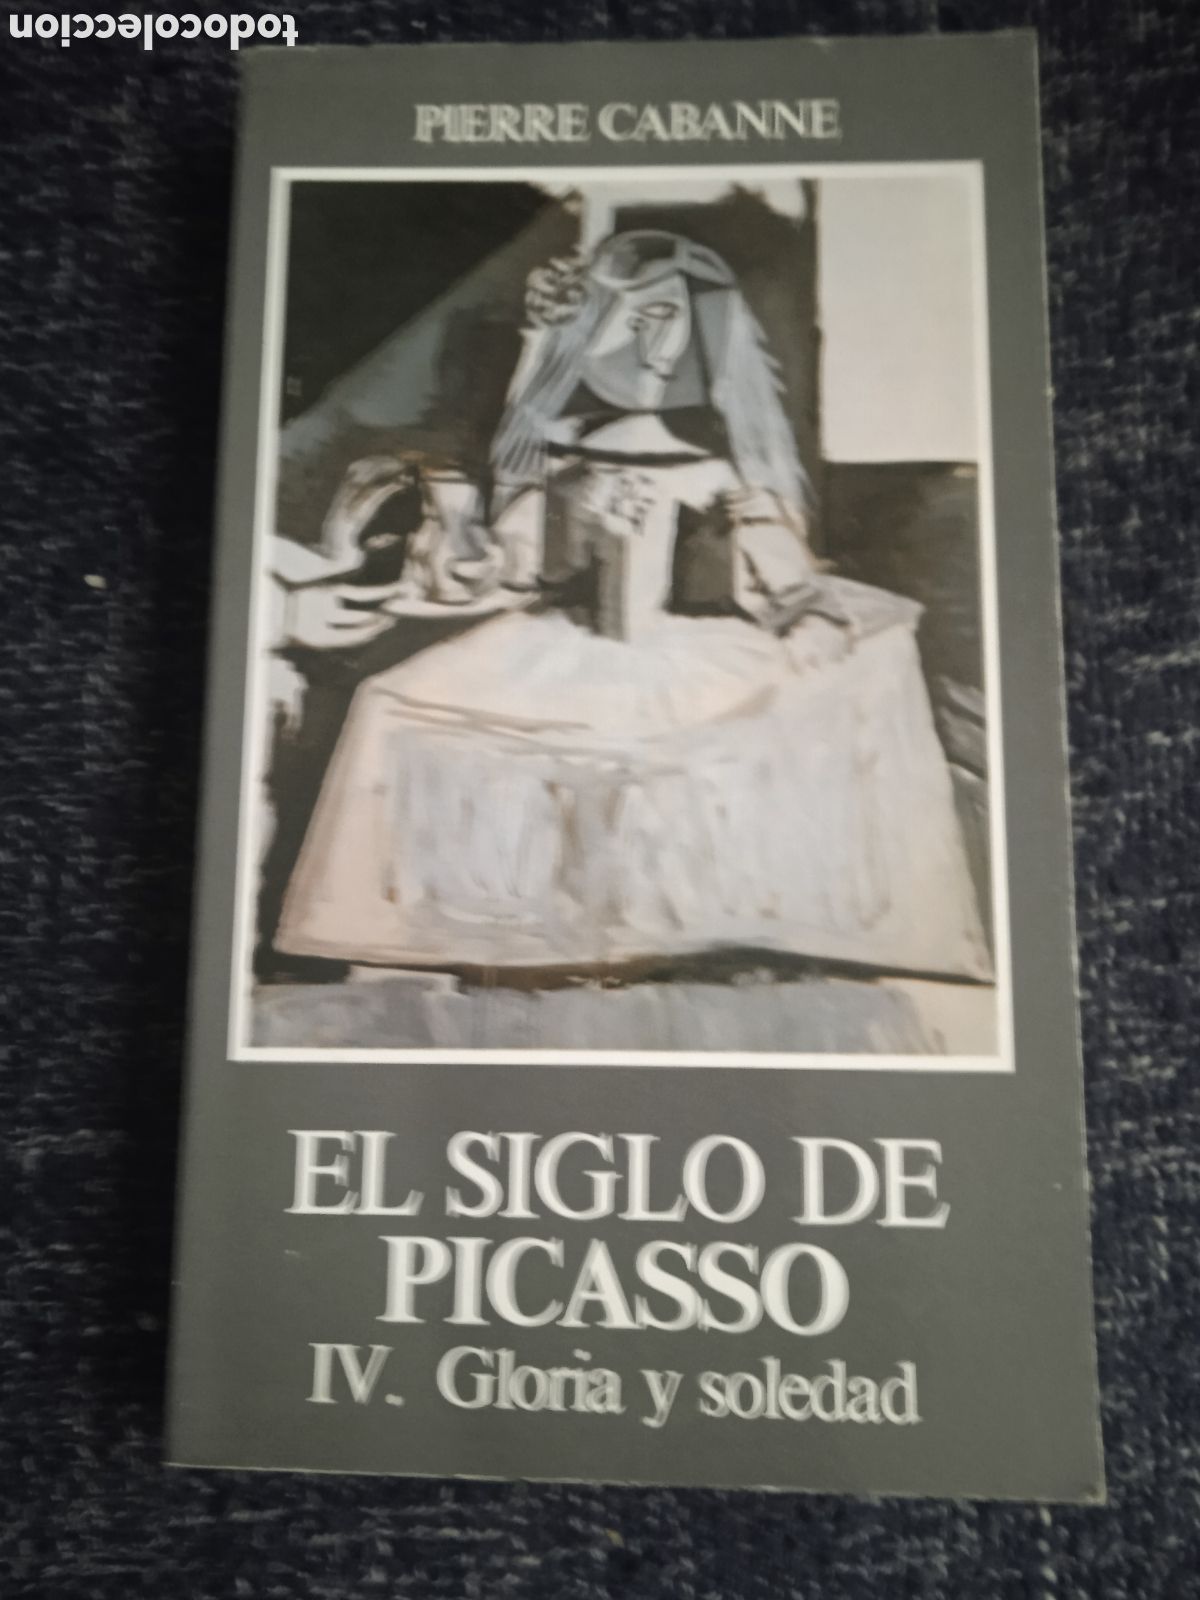 todocoleccion
PIERRE CABANNE
EL SIGLO DE
PICASSO
IV. Gloria y soledad